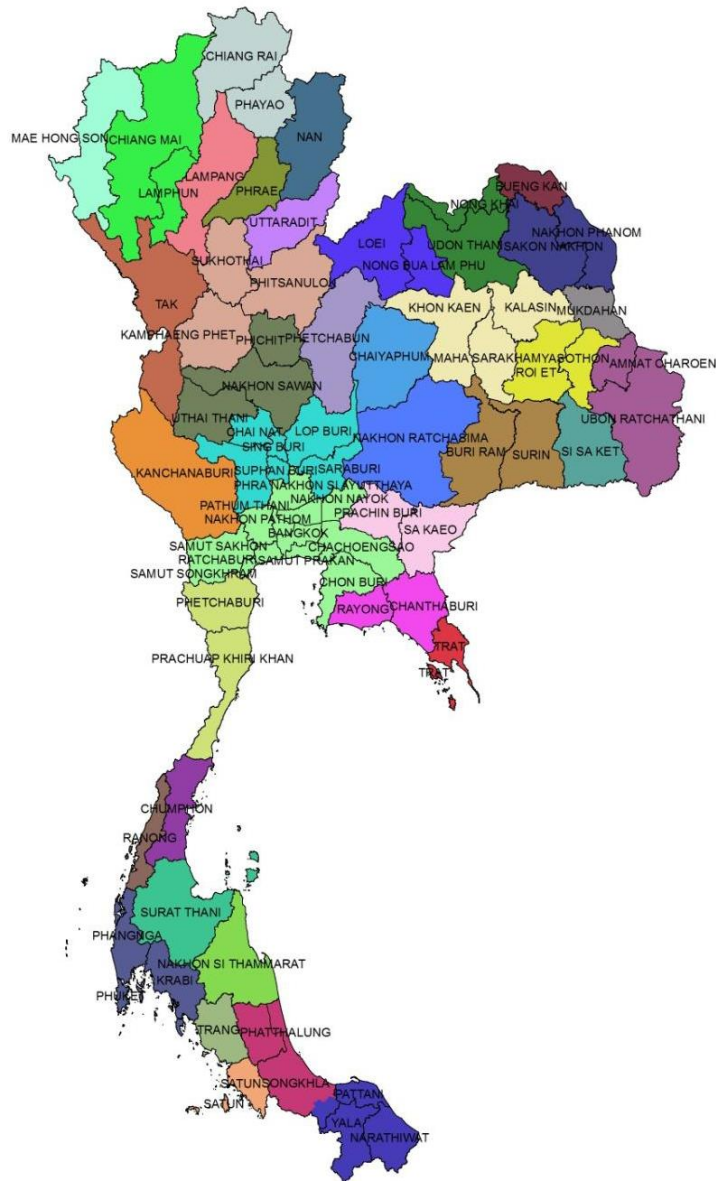 CHIANG RAI
PHAYAO
MAE HONG SON
CHIANG MAI
NAN
LAMPANG
LAMPHUN
PHRAE
BUENG KAN
NONG KHAI
UTTARADIT
NAKHON PHANOM
LOEI
UDON THANI
SAKON NAKHON
SUKHOTHAI
NONG BUA LAM PHU
PHITSANULOK
TAK
KHON KAEN
KALASIN
MUKDAHAN
KAMPHAENG PHET
PHICHIT
PHETCHABUN
CHAIYAPHUM
MAHA SARAKHAM
YASOTHON
AMNAT CHAROEN
ROI ET
NAKHON SAWAN
UTHAI THANI
UBON RATCHATHANI
CHAI NAT
LOP BURI
NAKHON RATCHASIMA
SING BURI
BURI RAM
SURIN
SI SA KET
KANCHANABURI
SUPHAN BURI
SARABURI
PHRA NAKHON SI AYUTTHAYA
NAKHON NAYOK
PATHUM THANI
PRACHIN BURI
NAKHON PATHOM
SA KAEO
BANGKOK
SAMUT SAKHON
CHACHOENGSAO
RATCHABURI
SAMUT PRAKAN
SAMUT SONGKHRAM
CHON BURI
PHETCHABURI
RAYONG
CHANTHABURI
TRAT
PRACHUAP KHIRI KHAN
TRAT
CHUMPHON
RANONG
SURAT THANI
PHANGNGA
NAKHON SI THAMMARAT
KRABI
PHUKET
TRANG
PHATTHALUNG
SATUN
SONGKHLA
SATUN
PATTANI
YALA
NARATHIWAT